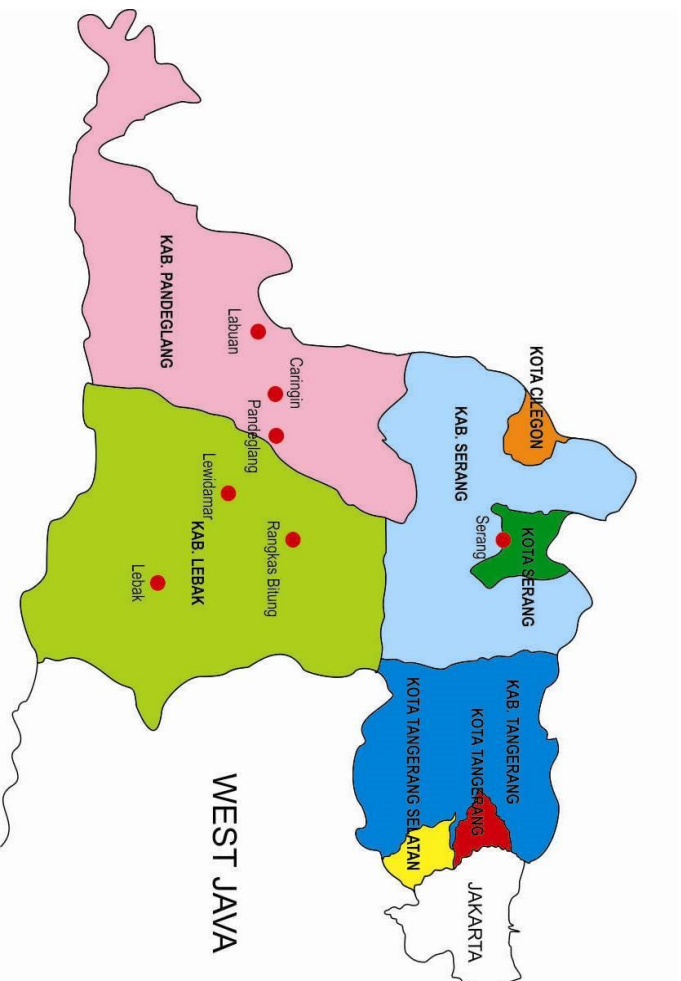 KOTA CILEGON
KAB. SERANG
KOTA SERANG
Serang
KAB. TANGERANG
KOTA TANGERANG
KOTA TANGERANG SELATAN
JAKARTA
KAB. PANDEGLANG
Labuan
Caringin
Pandeglang
Lewidamar
Rangkas Bitung
KAB. LEBAK
Lebak
WEST JAVA